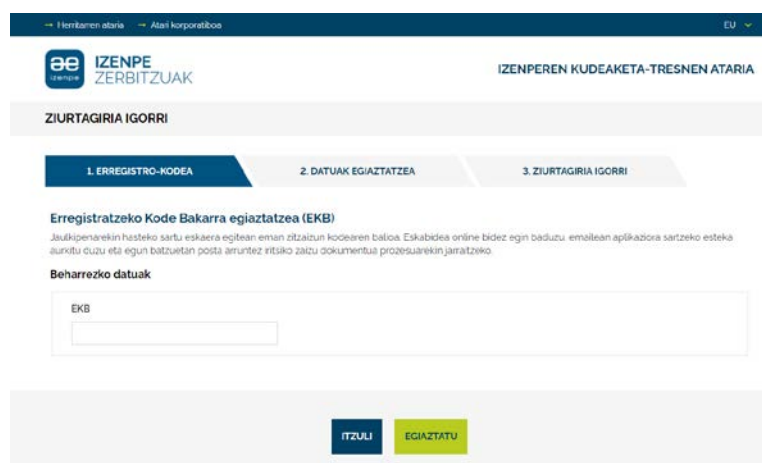 → Herritarren ataria → Atari korporatiboa EU
ae izenpe
IZENPE
ZERBITZUAK
IZENPEREN KUDEAKETA-TRESNEN ATARIA
ZIURTAGIRIA IGORRI
1. ERREGISTRO-KODEA 2. DATUAK EGIAZTATZEA 3. ZIURTAGIRIA IGORRI
Erregistratzeko Kode Bakarra egiaztatzea (EKB)
Jaulkipenarekin hasteko sartu eskaera egitean eman zitzaizun kodearen balioa. Eskabidea online bidez egin baduzu, emailean aplikaziora sartzeko esteka
aurkitu duzu eta egun batzuetan posta arruntez iritsiko zaizu dokumentua prozesuarekin jarraitzeko.
Beharrezko datuak
EKB
ITZULI EGIAZTATU